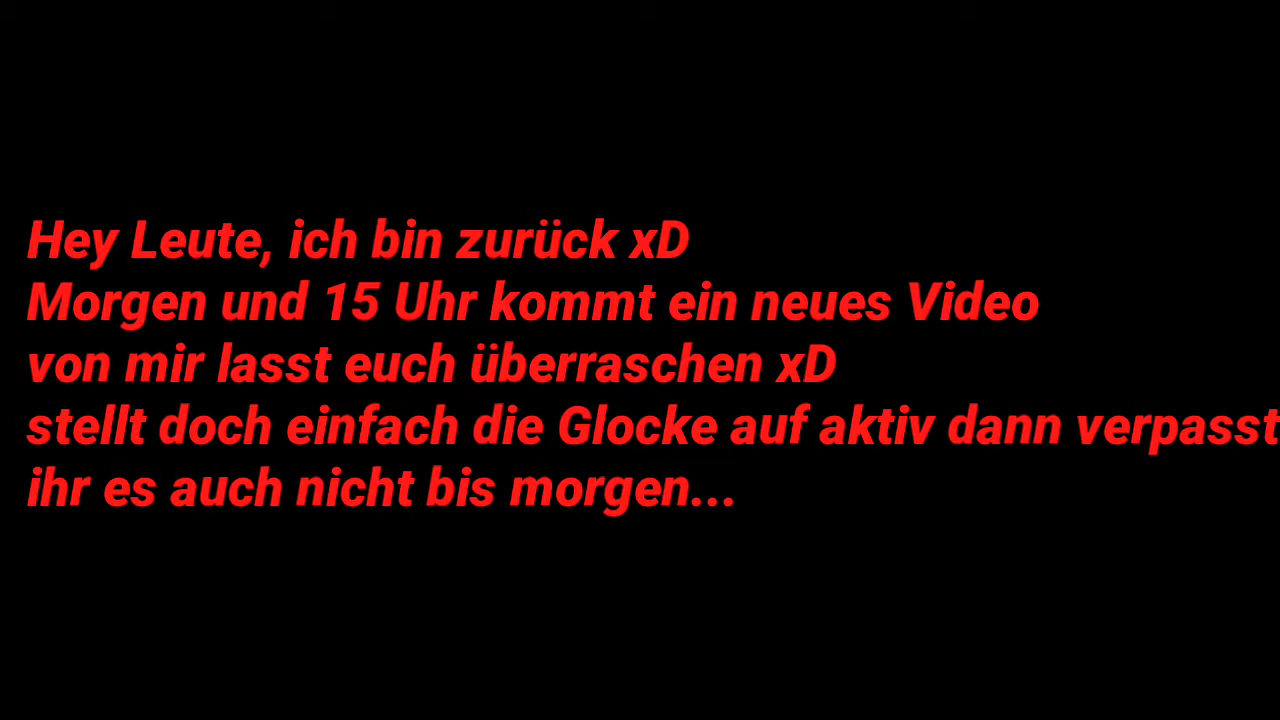 Hey Leute, ich bin zurück xD
Morgen und 15 Uhr kommt ein neues Video
von mir lasst euch überraschen xD
stellt doch einfach die Glocke auf aktiv dann verpasst
ihr es auch nicht bis morgen...